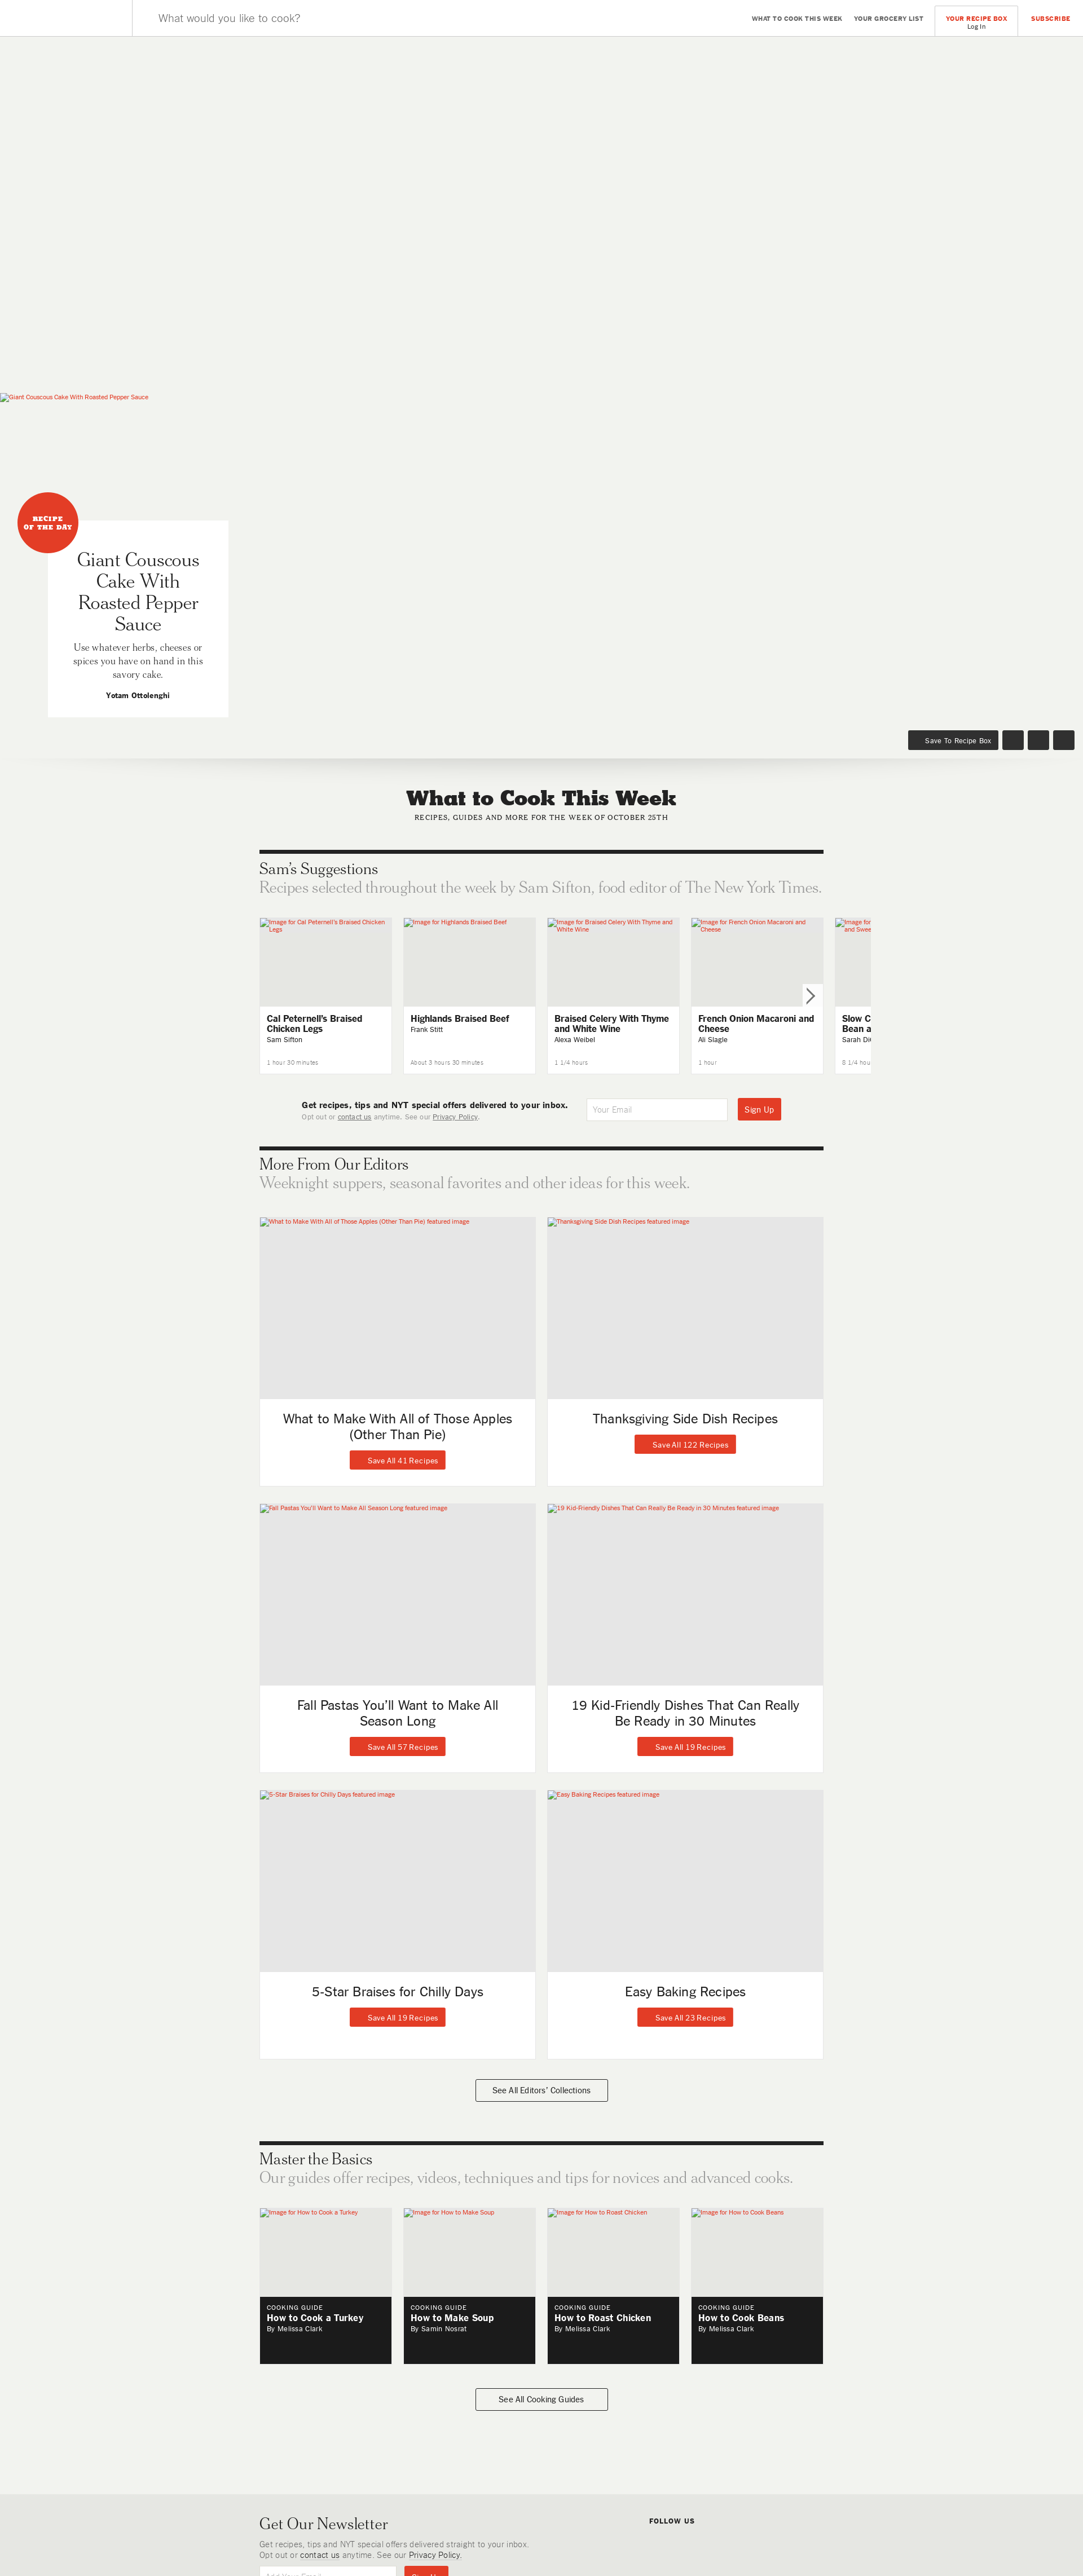 What would you like to cook?
WHAT TO COOK THIS WEEK
YOUR GROCERY LIST
YOUR RECIPE BOX
Log In
SUBSCRIBE
Giant Couscous Cake With Roasted Pepper Sauce
RECIPE
OF THE DAY
Giant Couscous
Cake With
Roasted Pepper
Sauce
Use whatever herbs, cheeses or
spices you have on hand in this
savory cake.
Yotam Ottolenghi
Save To Recipe Box
What to Cook This Week
RECIPES, GUIDES AND MORE FOR THE WEEK OF OCTOBER 25TH
Sam's Suggestions
Recipes selected throughout the week by Sam Sifton, food editor of The New York Times.
Image for Cal Peternell's Braised Chicken
Legs
Cal Peternell's Braised
Chicken Legs
Sam Sifton
1 hour 30 minutes
Image for Highlands Braised Beef
Highlands Braised Beef
Frank Stitt
About 3 hours 30 minutes
Image for Braised Celery With Thyme and
White Wine
Braised Celery With Thyme
and White Wine
Alexa Weibel
1 1/4 hours
Image for French Onion Macaroni and
Cheese
French Onion Macaroni and
Cheese
Ali Slagle
1 hour
Image for
and Swee
Slow C
Bean a
Sarah Di
8 1/4 hou
Get recipes, tips and NYT special offers delivered to your inbox.
Opt out or contact us anytime. See our Privacy Policy.
Your Email
Sign Up
More From Our Editors
Weeknight suppers, seasonal favorites and other ideas for this week.
What to Make With All of Those Apples (Other Than Pie) featured image
What to Make With All of Those Apples
(Other Than Pie)
Save All 41 Recipes
Thanksgiving Side Dish Recipes featured image
Thanksgiving Side Dish Recipes
Save All 122 Recipes
Fall Pastas You'll Want to Make All Season Long featured image
Fall Pastas You'll Want to Make All
Season Long
Save All 57 Recipes
19 Kid-Friendly Dishes That Can Really Be Ready in 30 Minutes featured image
19 Kid-Friendly Dishes That Can Really
Be Ready in 30 Minutes
Save All 19 Recipes
5-Star Braises for Chilly Days featured image
5-Star Braises for Chilly Days
Save All 19 Recipes
Easy Baking Recipes featured image
Easy Baking Recipes
Save All 23 Recipes
See All Editors' Collections
Master the Basics
Our guides offer recipes, videos, techniques and tips for novices and advanced cooks.
Image for How to Cook a Turkey
COOKING GUIDE
How to Cook a Turkey
By Melissa Clark
Image for How to Make Soup
COOKING GUIDE
How to Make Soup
By Samin Nosrat
Image for How to Roast Chicken
COOKING GUIDE
How to Roast Chicken
By Melissa Clark
Image for How to Cook Beans
COOKING GUIDE
How to Cook Beans
By Melissa Clark
See All Cooking Guides
Get Our Newsletter
Get recipes, tips and NYT special offers delivered straight to your inbox.
Opt out or contact us anytime. See our Privacy Policy.
FOLLOW US